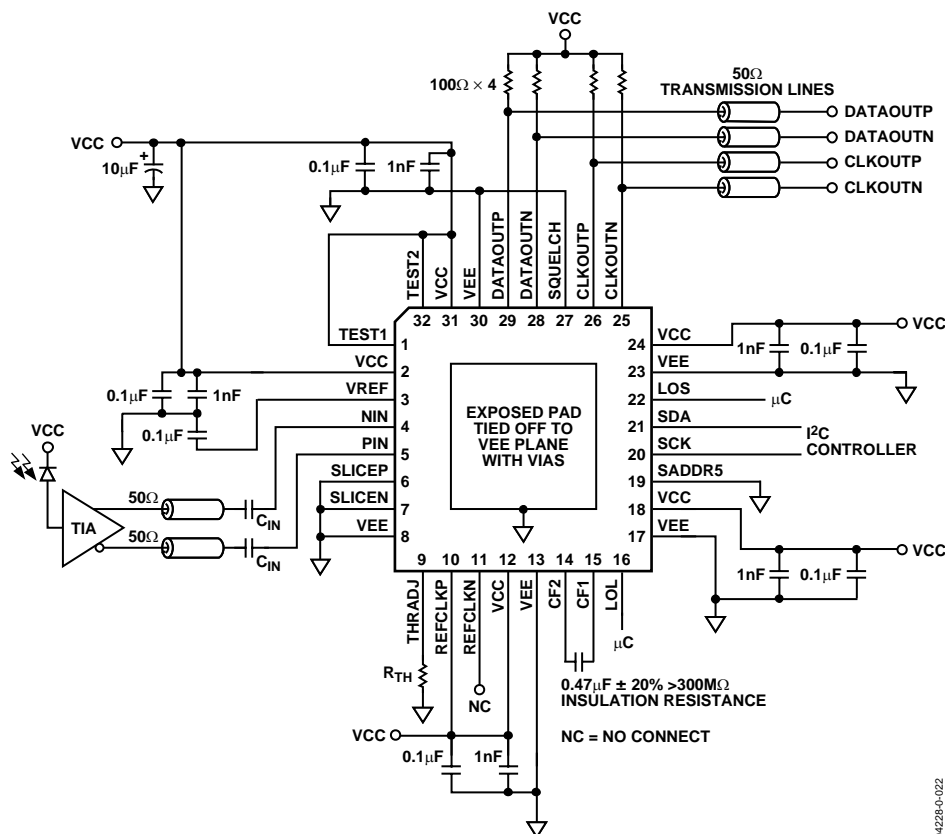 VCC
100Ω × 4
50Ω
TRANSMISSION LINES
DATAOUTP
DATAOUTN
CLKOUTP
CLKOUTN
VCC
10µF
+
0.1µF
1nF
TEST2
VCC
VEE
DATAOUTP
DATAOUTN
SQUELCH
CLKOUTP
CLKOUTN
32 31 30 29 28 27 26 25
TEST1
1
VCC
2
VREF
3
NIN
4
PIN
5
SLICEP
6
SLICEN
7
VEE
8
0.1µF
1nF
0.1µF
VCC
TIA
50Ω
CIN
50Ω
CIN
EXPOSED PAD
TIED OFF TO
VEE PLANE
WITH VIAS
24
VCC
23
VEE
22
LOS
21
SDA
20
SCK
19
SADDR5
18
VCC
17
VEE
VCC
1nF
0.1µF
µC
I2C
CONTROLLER
VCC
1nF
0.1µF
9 10 11 12 13 14 15 16
THRADJ
REFCLKP
REFCLKN
VCC
VEE
CF2
CF1
LOL
RTH
NC
µC
0.47µF ± 20% >300MΩ
INSULATION RESISTANCE
VCC
0.1µF
1nF
NC = NO CONNECT
4228-0-022